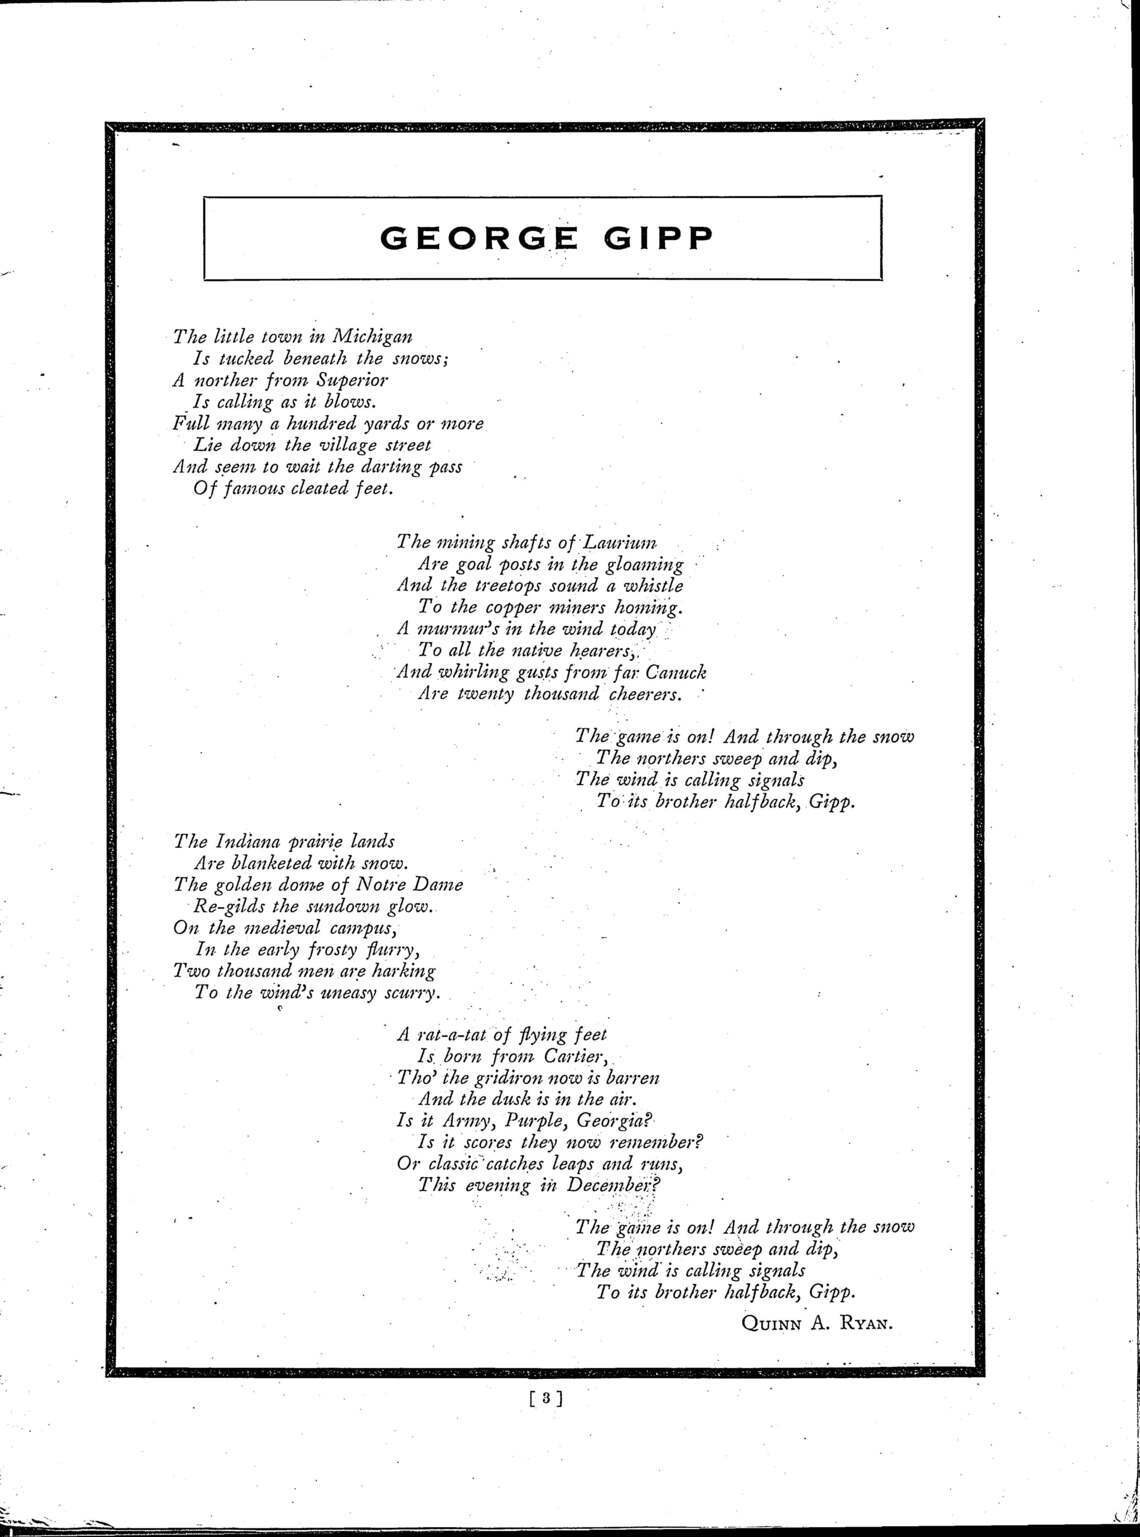 GEORGE GIPP
The little town in Michigan
Is tucked beneath the snows;
A norther from Superior
Is calling as it blows.
Full many a hundred yards or more
Lie down the village street
And seem to wait the darting pass
Of famous cleated feet.
The mining shafts of Laurium
Are goal posts in the gloaming
And the treetops sound a whistle
To the copper miners homing.
A murmur's in the wind today
To all the native hearers,
And whirling gusts from far Canuck
Are twenty thousand cheerers.
The game is on! And through the snow
The northers sweep and dip,
The wind is calling signals
To its brother halfback, Gipp.
The Indiana prairie lands
Are blanketed with snow.
The golden dome of Notre Dame
Re-gilds the sundown glow.
On the medieval campus,
In the early frosty flurry,
Two thousand men are harking
To the wind's uneasy scurry.
A rat-a-tat of flying feet
Is born from Cartier,
Tho' the gridiron now is barren
And the dusk is in the air.
Is it Army, Purple, Georgia?
Is it scores they now remember?
Or classic catches leaps and runs,
This evening in December?
The game is on! And through the snow
The northers sweep and dip,
The wind is calling signals
To its brother halfback, Gipp.
QUINN A. RYAN.
[ 3 ]